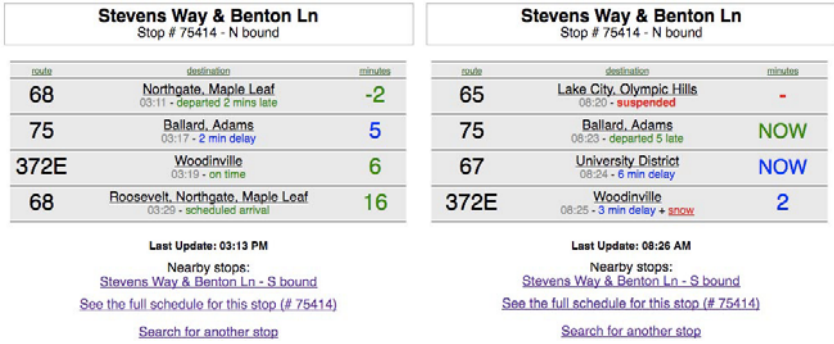 Stevens Way & Benton Ln
Stop # 75414 - N bound
route destination minutes
68 Northgate, Maple Leaf -2
03:11 - departed 2 mins late
75 Ballard, Adams 5
03:17 - 2 min delay
372E Woodinville 6
03:19 - on time
68 Roosevelt, Northgate, Maple Leaf 16
03:29 - scheduled arrival
Last Update: 03:13 PM
Nearby stops:
Stevens Way & Benton Ln - S bound
See the full schedule for this stop (# 75414)
Search for another stop
Stevens Way & Benton Ln
Stop # 75414 - N bound
route destination minutes
65 Lake City, Olympic Hills -
08:20 - suspended
75 Ballard, Adams NOW
08:23 - departed 5 late
67 University District NOW
08:24 - 6 min delay
372E Woodinville 2
08:25 - 3 min delay + snow
Last Update: 08:26 AM
Nearby stops:
Stevens Way & Benton Ln - S bound
See the full schedule for this stop (# 75414)
Search for another stop